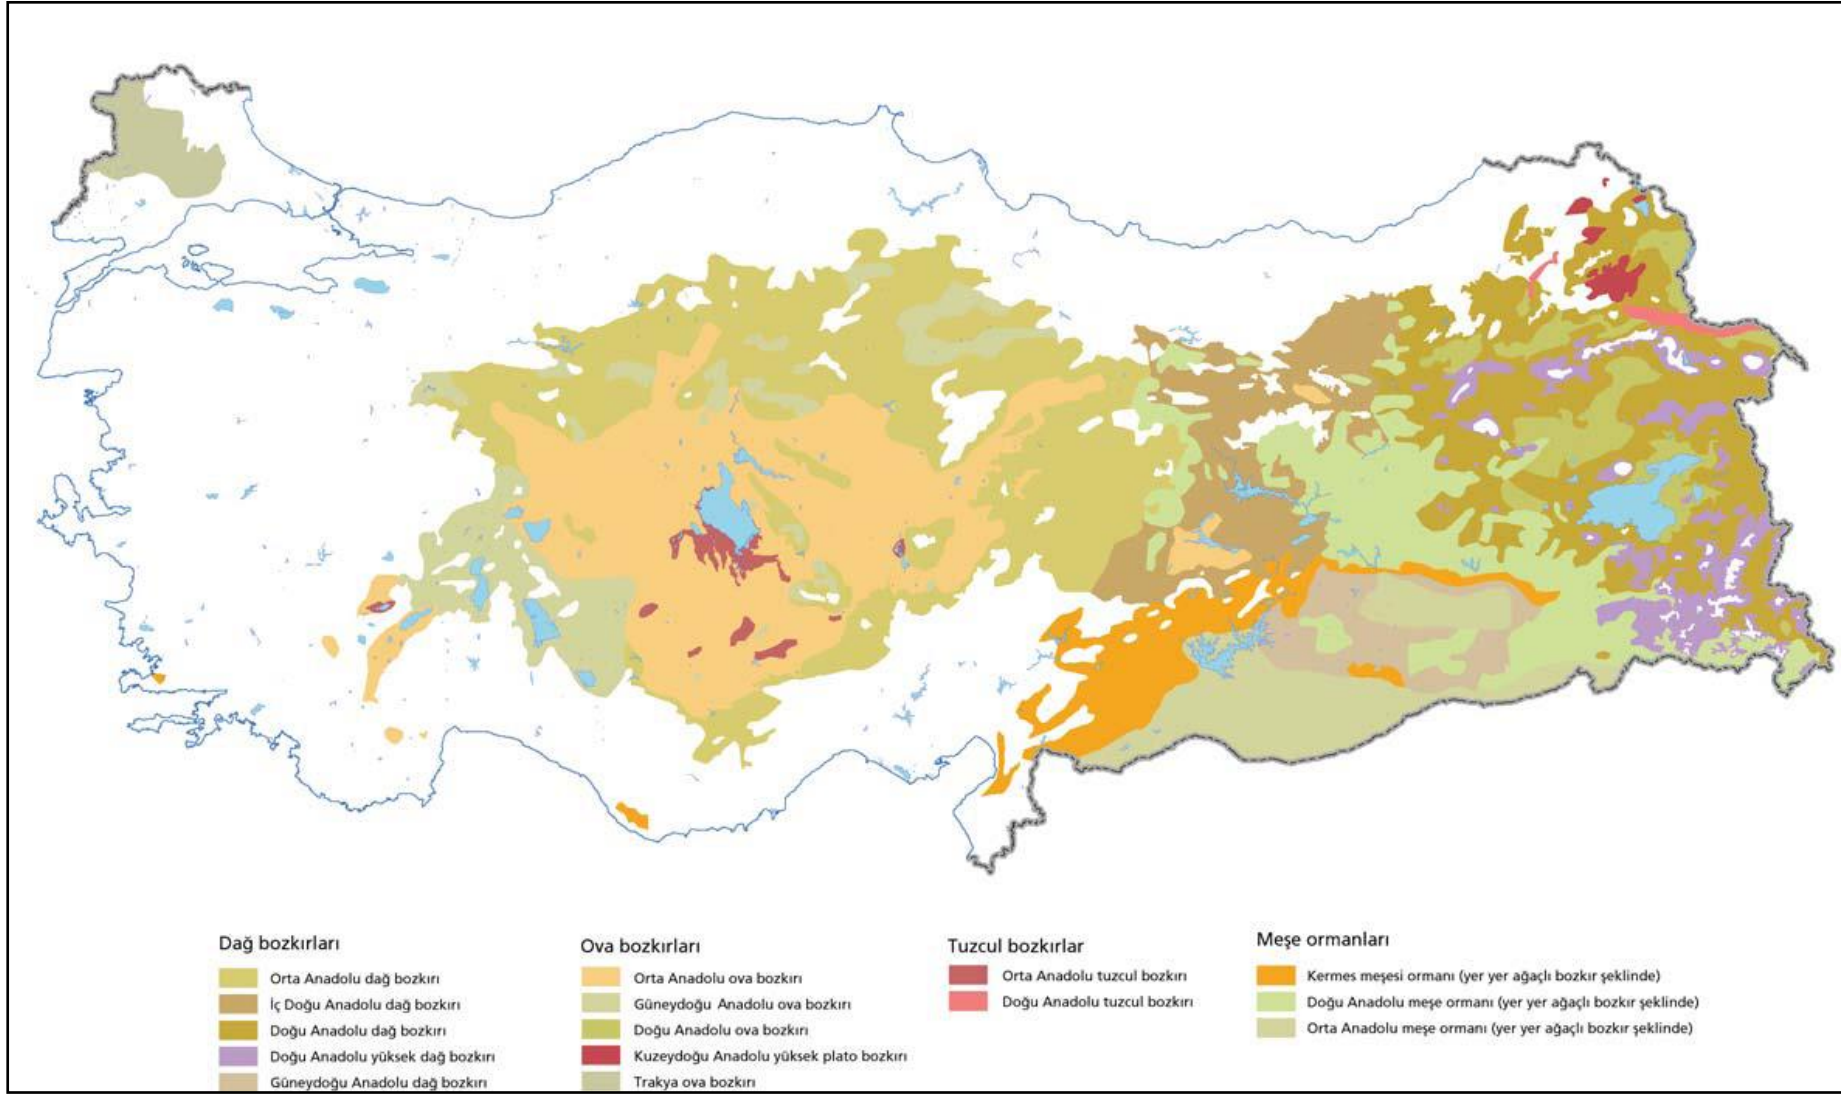 Dağ bozkırları
Orta Anadolu dağ bozkırı
İç Doğu Anadolu dağ bozkırı
Doğu Anadolu dağ bozkırı
Doğu Anadolu yüksek dağ bozkırı
Güneydoğu Anadolu dağ bozkırı
Ova bozkırları
Orta Anadolu ova bozkırı
Güneydoğu Anadolu ova bozkırı
Doğu Anadolu ova bozkırı
Kuzeydoğu Anadolu yüksek plato bozkırı
Trakya ova bozkırı
Tuzcul bozkırlar
Orta Anadolu tuzcul bozkırı
Doğu Anadolu tuzcul bozkırı
Meşe ormanları
Kermes meşesi ormanı (yer yer ağaçlı bozkır şeklinde)
Doğu Anadolu meşe ormanı (yer yer ağaçlı bozkır şeklinde)
Orta Anadolu meşe ormanı (yer yer ağaçlı bozkır şeklinde)